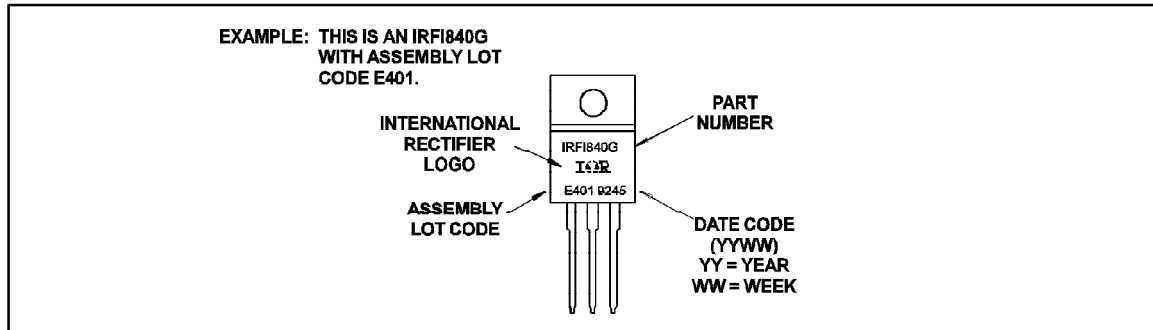 EXAMPLE: THIS IS AN IRFI840G
WITH ASSEMBLY LOT
CODE E401.
INTERNATIONAL
RECTIFIER
LOGO
PART
NUMBER
IRFI840G
IOR
E401 9245
ASSEMBLY
LOT CODE
DATE CODE
(YYWW)
YY = YEAR
WW = WEEK